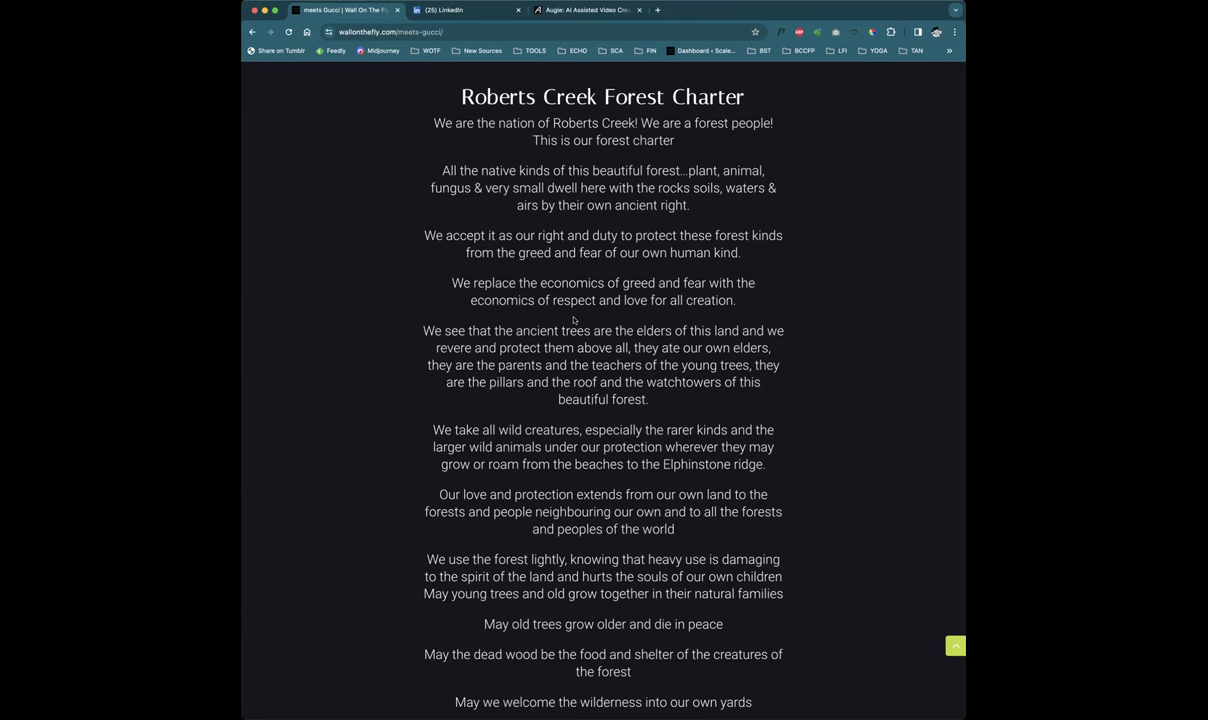 meets Gucci | Wall On The Fly
(25) LinkedIn
Augie: AI Assisted Video Cre
wallonthefly.com/meets-gucci/
Share on Tumblr
Feedly
Midjourney
WOTF
New Sources
TOOLS
ECHO
SCA
FIN
Dashboard < Scale...
BST
BCCFP
LFI
YOGA
TAN
»
Roberts Creek Forest Charter
We are the nation of Roberts Creek! We are a forest people!
This is our forest charter
All the native kinds of this beautiful forest...plant, animal,
fungus & very small dwell here with the rocks soils, waters &
airs by their own ancient right.
We accept it as our right and duty to protect these forest kinds
from the greed and fear of our own human kind.
We replace the economics of greed and fear with the
economics of respect and love for all creation.
We see that the ancient trees are the elders of this land and we
revere and protect them above all, they ate our own elders,
they are the parents and the teachers of the young trees, they
are the pillars and the roof and the watchtowers of this
beautiful forest.
We take all wild creatures, especially the rarer kinds and the
larger wild animals under our protection wherever they may
grow or roam from the beaches to the Elphinstone ridge.
Our love and protection extends from our own land to the
forests and people neighbouring our own and to all the forests
and peoples of the world
We use the forest lightly, knowing that heavy use is damaging
to the spirit of the land and hurts the souls of our own children
May young trees and old grow together in their natural families
May old trees grow older and die in peace
May the dead wood be the food and shelter of the creatures of
the forest
May we welcome the wilderness into our own yards